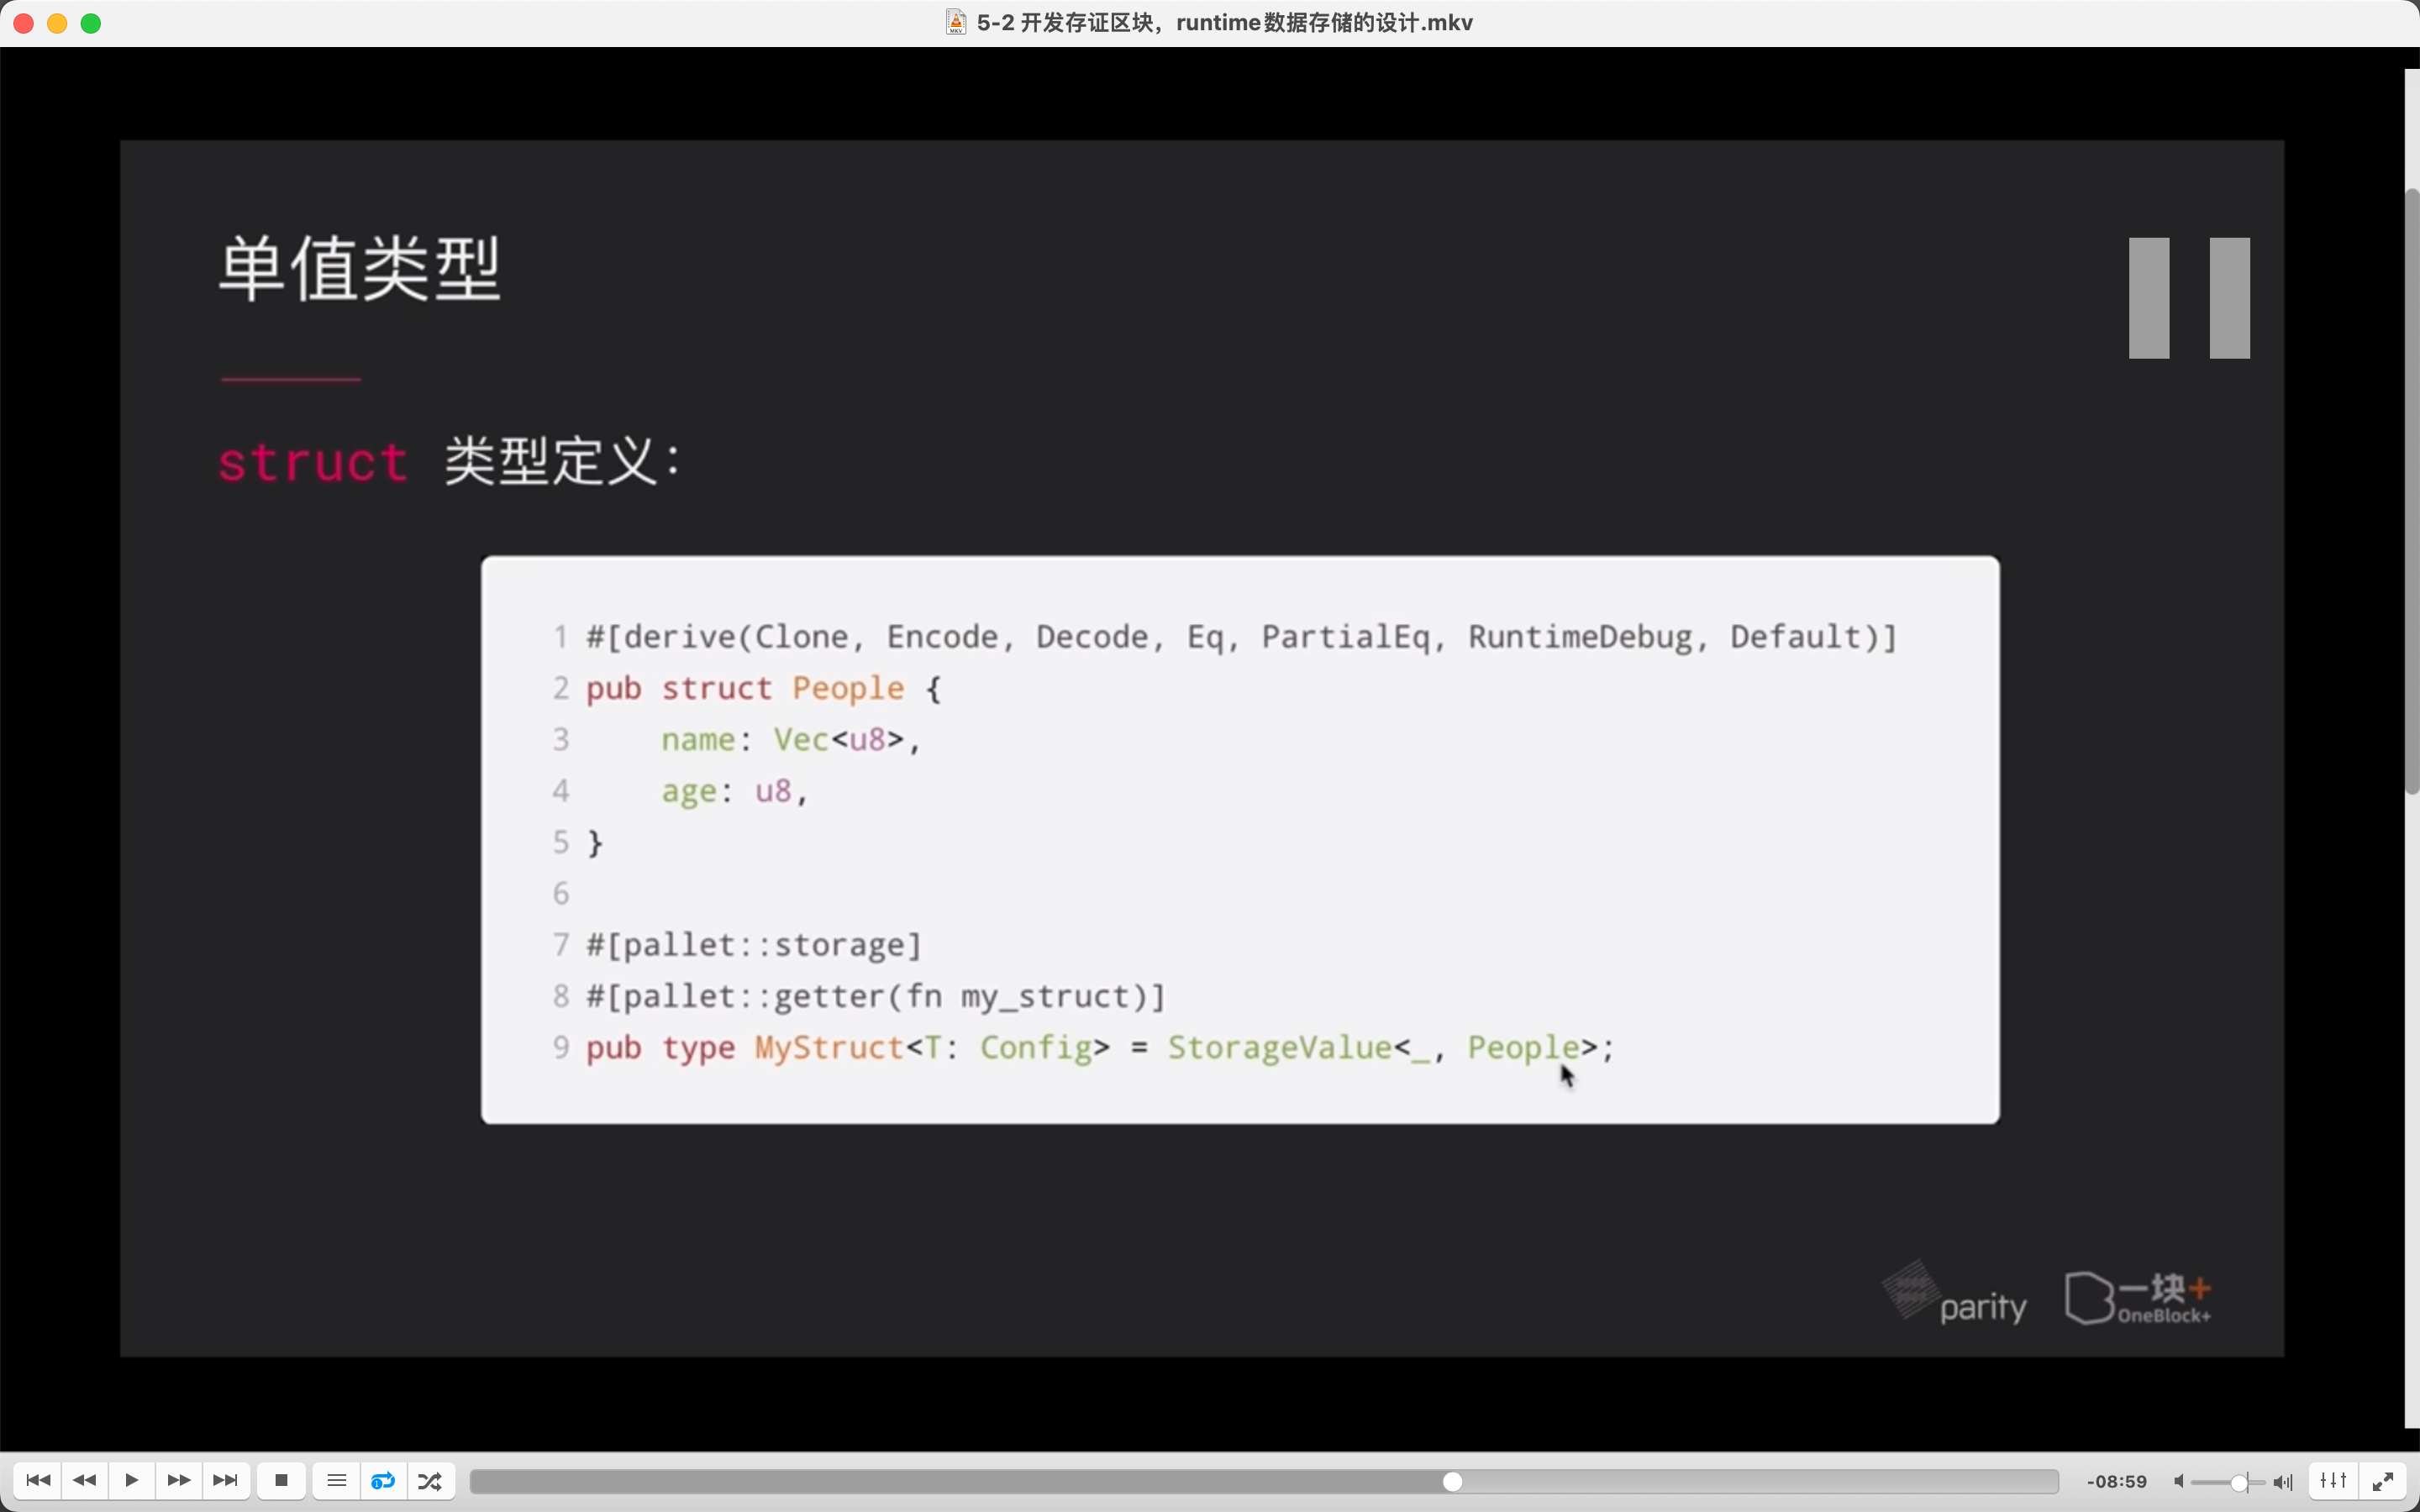 5-2 开发存证区块，runtime数据存储的设计.mkv
单值类型
struct 类型定义：
1 #[derive(Clone, Encode, Decode, Eq, PartialEq, RuntimeDebug, Default)]
2 pub struct People {
3     name: Vec<u8>,
4     age: u8,
5 }
6
7 #[pallet::storage]
8 #[pallet::getter(fn my_struct)]
9 pub type MyStruct<T: Config> = StorageValue<_, People>;
parity
一块+
OneBlock+
-08:59